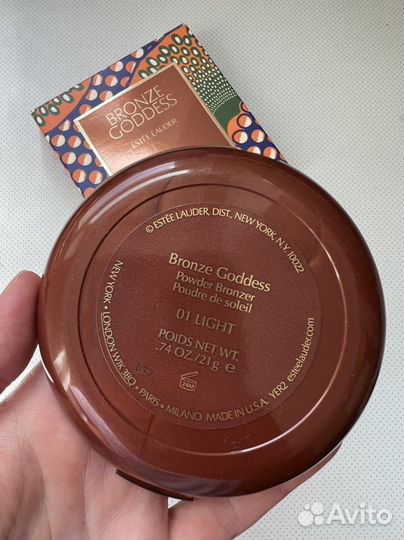 BRONZE
GODDESS
ESTĒE LAUDER
© ESTĒE LAUDER, DIST., NEW YORK, N.Y. 10022
Bronze Goddess
Powder Bronzer
Poudre de soleil
01 LIGHT
POIDS NET WT.
.74 OZ./21g e
24M
NEW YORK • LONDON W1K 3BQ • PARIS • MILANO MADE IN U.S.A. YER2 esteelauder.com
Avito